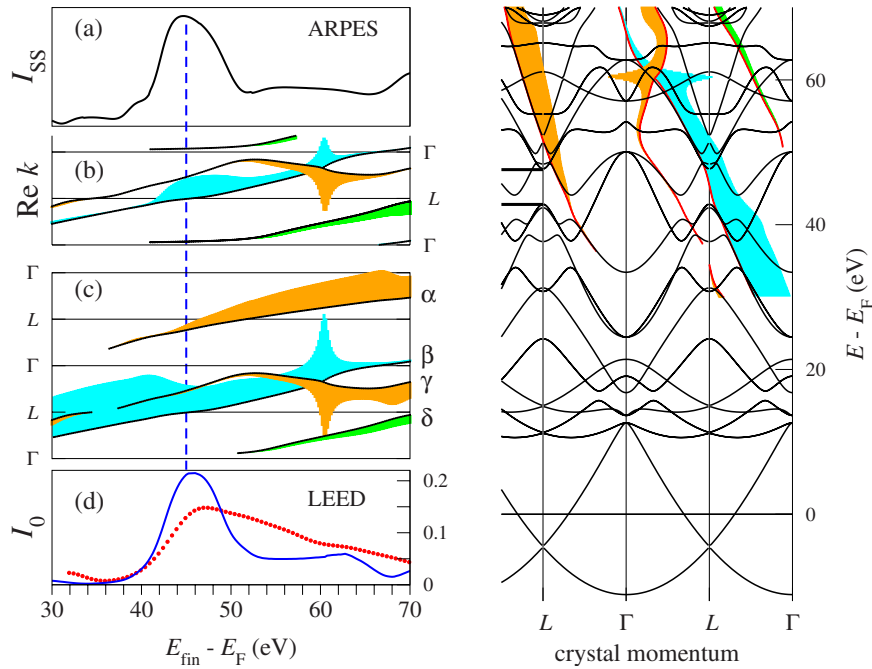 (a)
ARPES
I_SS
(b)
Re k
Γ
L
Γ
(c)
Γ
L
Γ
L
Γ
α
β
γ
δ
(d)
LEED
I_0
0.2
0.1
0
30
40
50
60
70
E_fin - E_F (eV)
60
40
20
0
E - E_F (eV)
L
Γ
L
Γ
crystal momentum